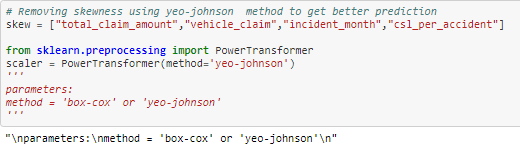 # Removing skewness using yeo-johnson  method to get better prediction
skew = ["total_claim_amount","vehicle_claim","incident_month","csl_per_accident"]
from sklearn.preprocessing import PowerTransformer
scaler = PowerTransformer(method='yeo-johnson')
'''
parameters:
method = 'box-cox' or 'yeo-johnson'
'''
"\nparameters:\nmethod = 'box-cox' or 'yeo-johnson'\n"